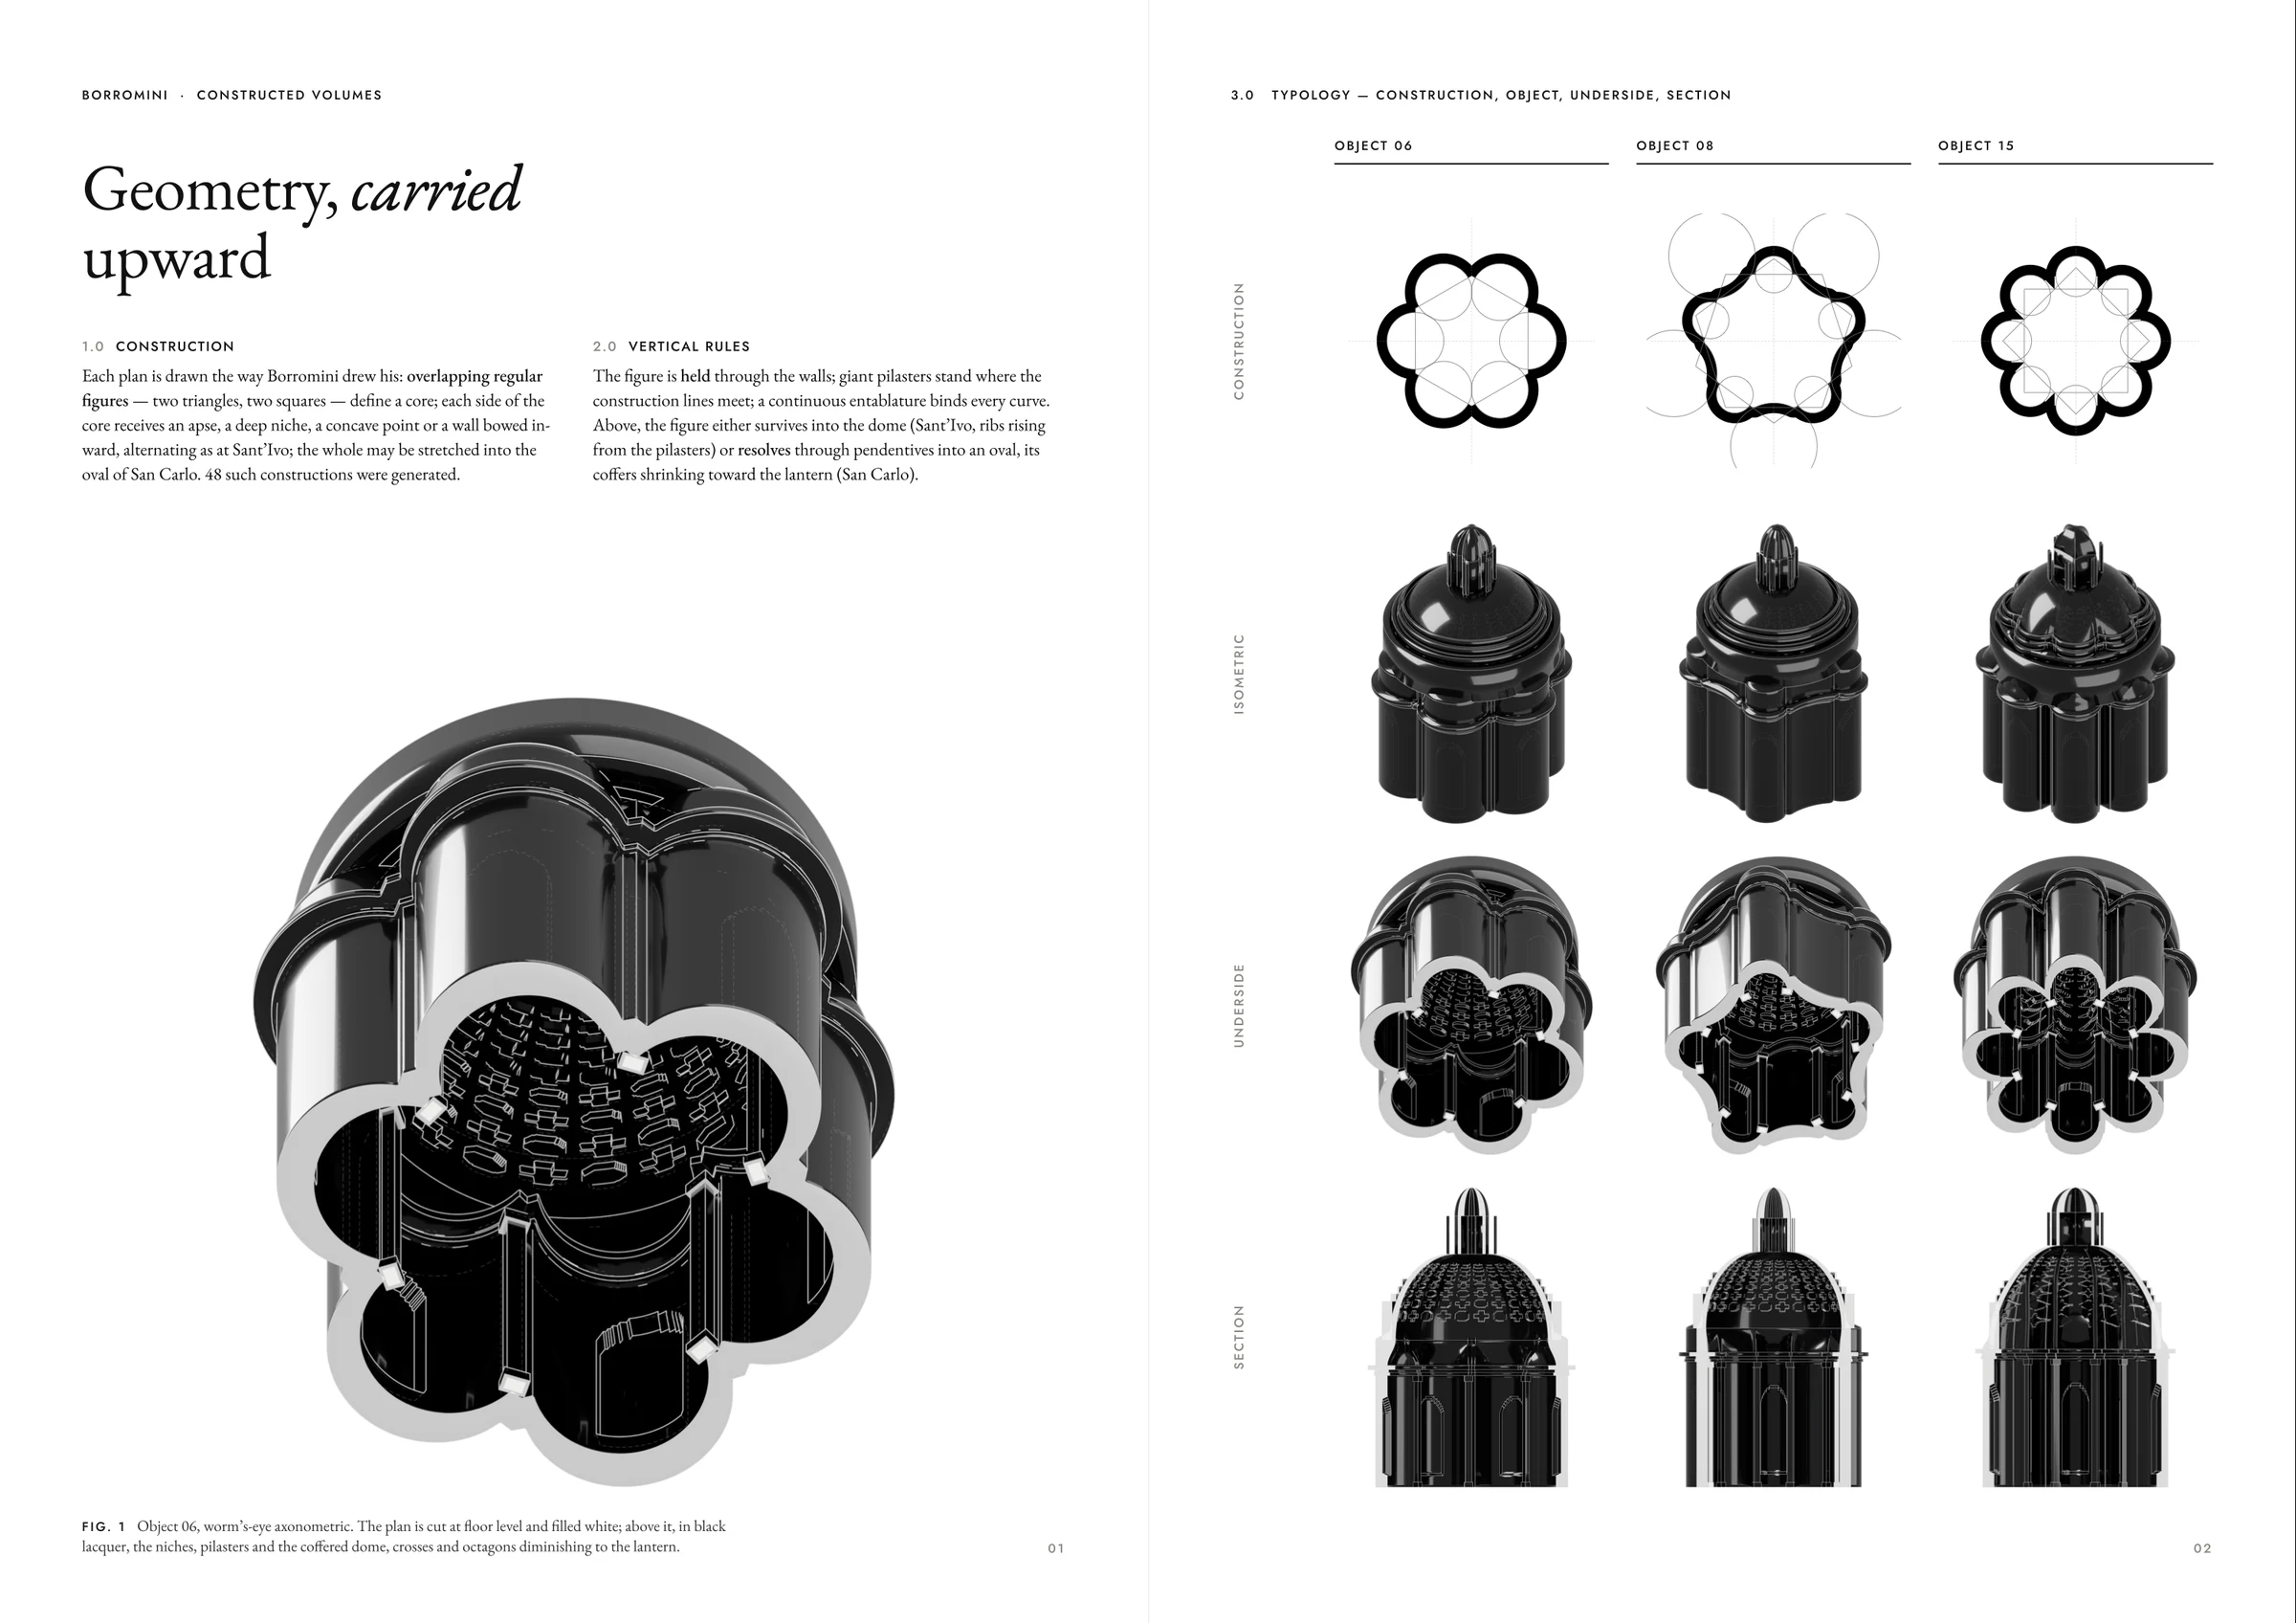 BORROMINI · CONSTRUCTED VOLUMES
Geometry, carried
upward
1.0 CONSTRUCTION
Each plan is drawn the way Borromini drew his: overlapping regular
figures — two triangles, two squares — define a core; each side of the
core receives an apse, a deep niche, a concave point or a wall bowed in-
ward, alternating as at Sant’Ivo; the whole may be stretched into the
oval of San Carlo. 48 such constructions were generated.
2.0 VERTICAL RULES
The figure is held through the walls; giant pilasters stand where the
construction lines meet; a continuous entablature binds every curve.
Above, the figure either survives into the dome (Sant’Ivo, ribs rising
from the pilasters) or resolves through pendentives into an oval, its
coffers shrinking toward the lantern (San Carlo).
FIG. 1 Object 06, worm’s-eye axonometric. The plan is cut at floor level and filled white; above it, in black
lacquer, the niches, pilasters and the coffered dome, crosses and octagons diminishing to the lantern.
01
3.0 TYPOLOGY — CONSTRUCTION, OBJECT, UNDERSIDE, SECTION
OBJECT 06
OBJECT 08
OBJECT 15
CONSTRUCTION
ISOMETRIC
UNDERSIDE
SECTION
02